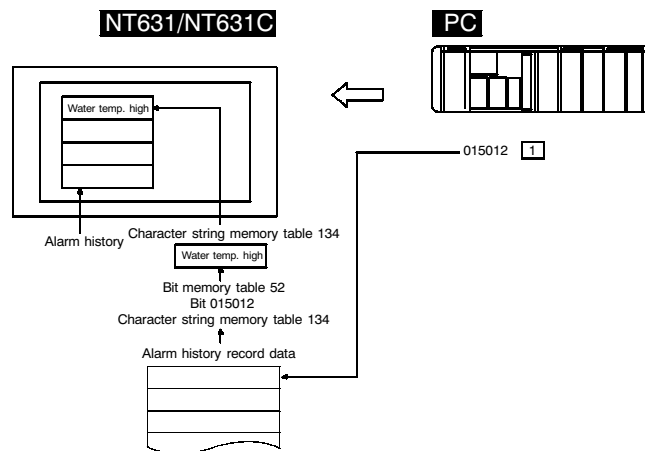 NT631/NT631C
PC
Water temp. high
015012 1
Alarm history
Character string memory table 134
Water temp. high
Bit memory table 52
Bit 015012
Character string memory table 134
Alarm history record data